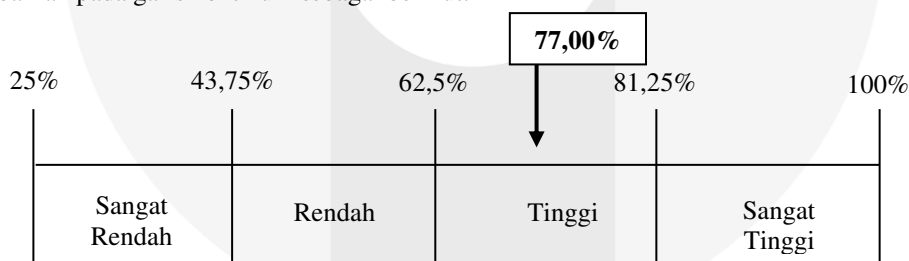 77,00%
25% 43,75% 62,5% 81,25% 100%
Sangat Rendah Rendah Tinggi Sangat Tinggi